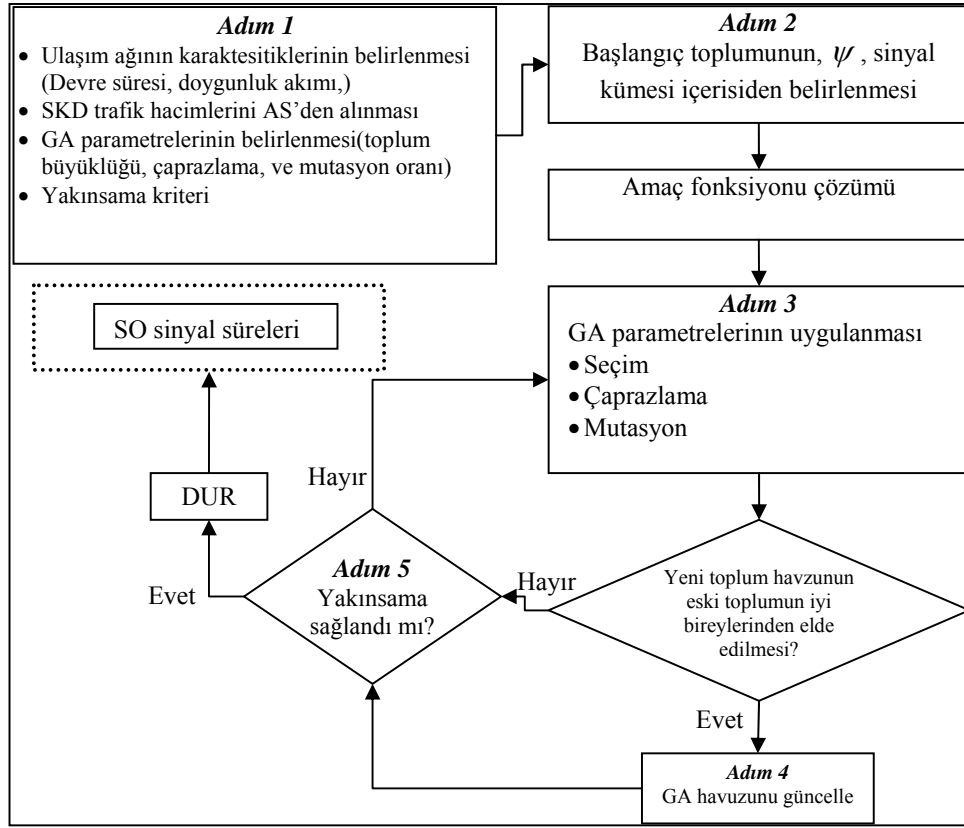 Adım 1
• Ulaşım ağının karaktesitiklerinin belirlenmesi
(Devre süresi, doygunluk akımı,)
• SKD trafik hacimlerini AS’den alınması
• GA parametrelerinin belirlenmesi(toplum
büyüklüğü, çaprazlama, ve mutasyon oranı)
• Yakınsama kriteri
Adım 2
Başlangıç toplumunun, ψ , sinyal
kümesi içerisiden belirlenmesi
Amaç fonksiyonu çözümü
Adım 3
GA parametrelerinın uygulanması
• Seçim
• Çaprazlama
• Mutasyon
SO sinyal süreleri
DUR
Hayır
Evet
Adım 5
Yakınsama
sağlandı mı?
Hayır
Yeni toplum havzunun
eski toplumun iyi
bireylerinden elde
edilmesi?
Evet
Adım 4
GA havuzunu güncelle